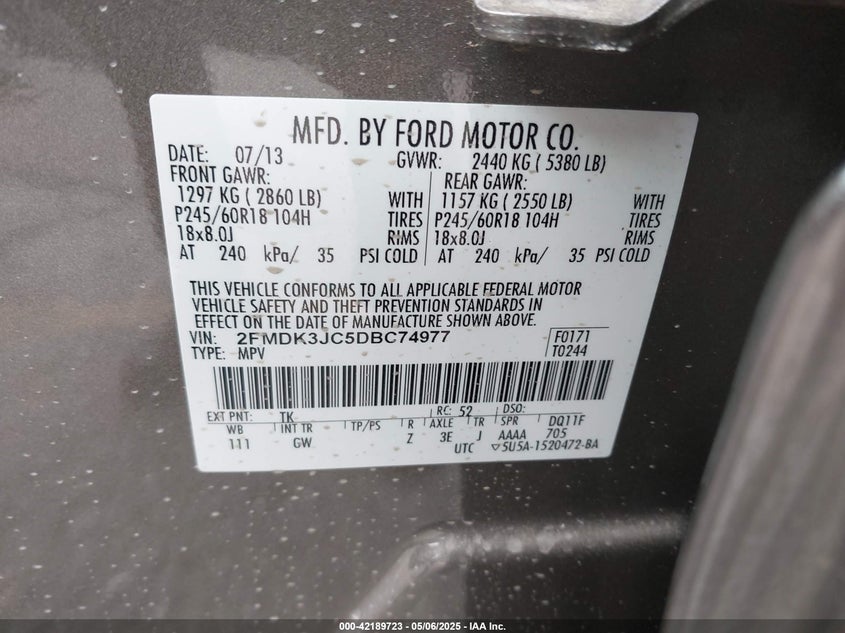 MFD. BY FORD MOTOR CO.
DATE: 07/13 GVWR: 2440 KG ( 5380 LB)
FRONT GAWR: REAR GAWR:
1297 KG ( 2860 LB) WITH 1157 KG ( 2550 LB) WITH
P245/60R18 104H TIRES P245/60R18 104H TIRES
18x8.0J RIMS 18x8.0J RIMS
AT 240 kPa/ 35 PSI COLD AT 240 kPa/ 35 PSI COLD
THIS VEHICLE CONFORMS TO ALL APPLICABLE FEDERAL MOTOR
VEHICLE SAFETY AND THEFT PREVENTION STANDARDS IN
EFFECT ON THE DATE OF MANUFACTURE SHOWN ABOVE.
VIN: 2FMDK3JC5DBC74977 F0171
TYPE: MPV T0244
EXT PNT: TK RC: 52 DSO:
WB INT TR TP/PS R AXLE TR SPR DQ11F
111 GW Z 3E J AAAA 705
UTC 5U5A-1520472-BA
000-42189723 - 05/06/2025 - IAA Inc.